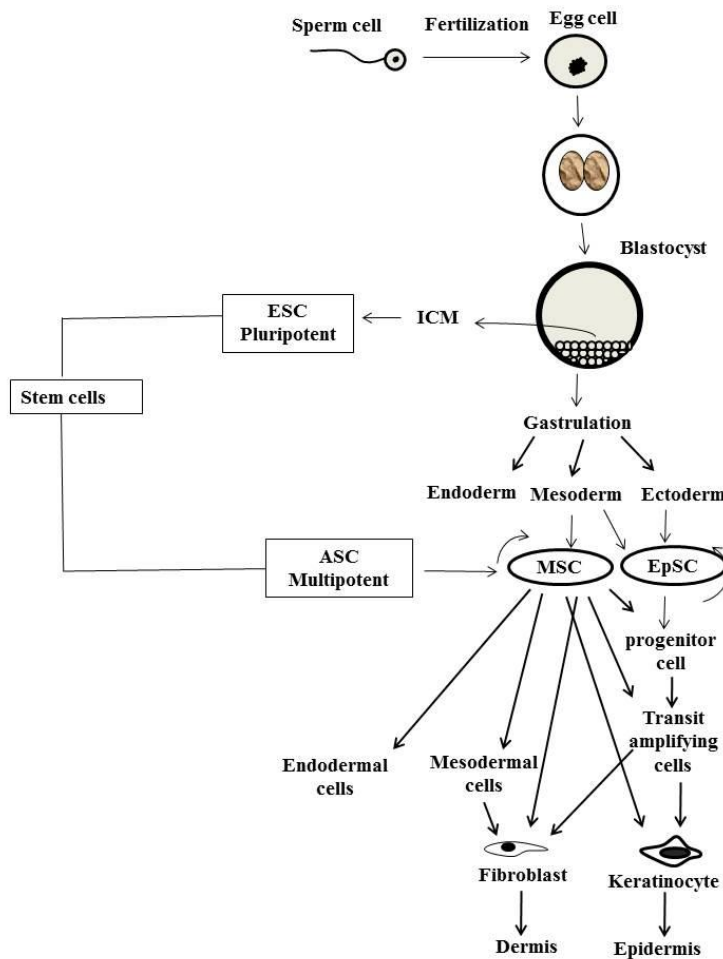 Sperm cell
Fertilization
Egg cell
Blastocyst
ESC
Pluripotent
ICM
Stem cells
Gastrulation
Endoderm
Mesoderm
Ectoderm
ASC
Multipotent
MSC
EpSC
progenitor
cell
Transit
amplifying
cells
Endodermal
cells
Mesodermal
cells
Fibroblast
Keratinocyte
Dermis
Epidermis